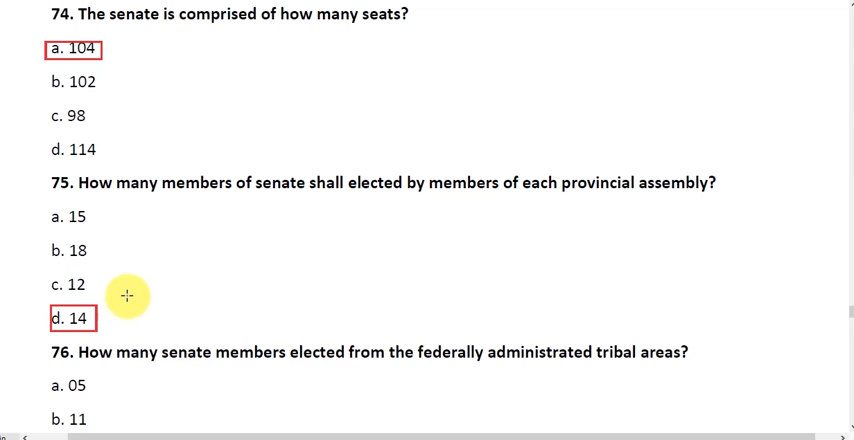 74. The senate is comprised of how many seats?
a. 104
b. 102
c. 98
d. 114
75. How many members of senate shall elected by members of each provincial assembly?
a. 15
b. 18
c. 12
d. 14
76. How many senate members elected from the federally administrated tribal areas?
a. 05
b. 11